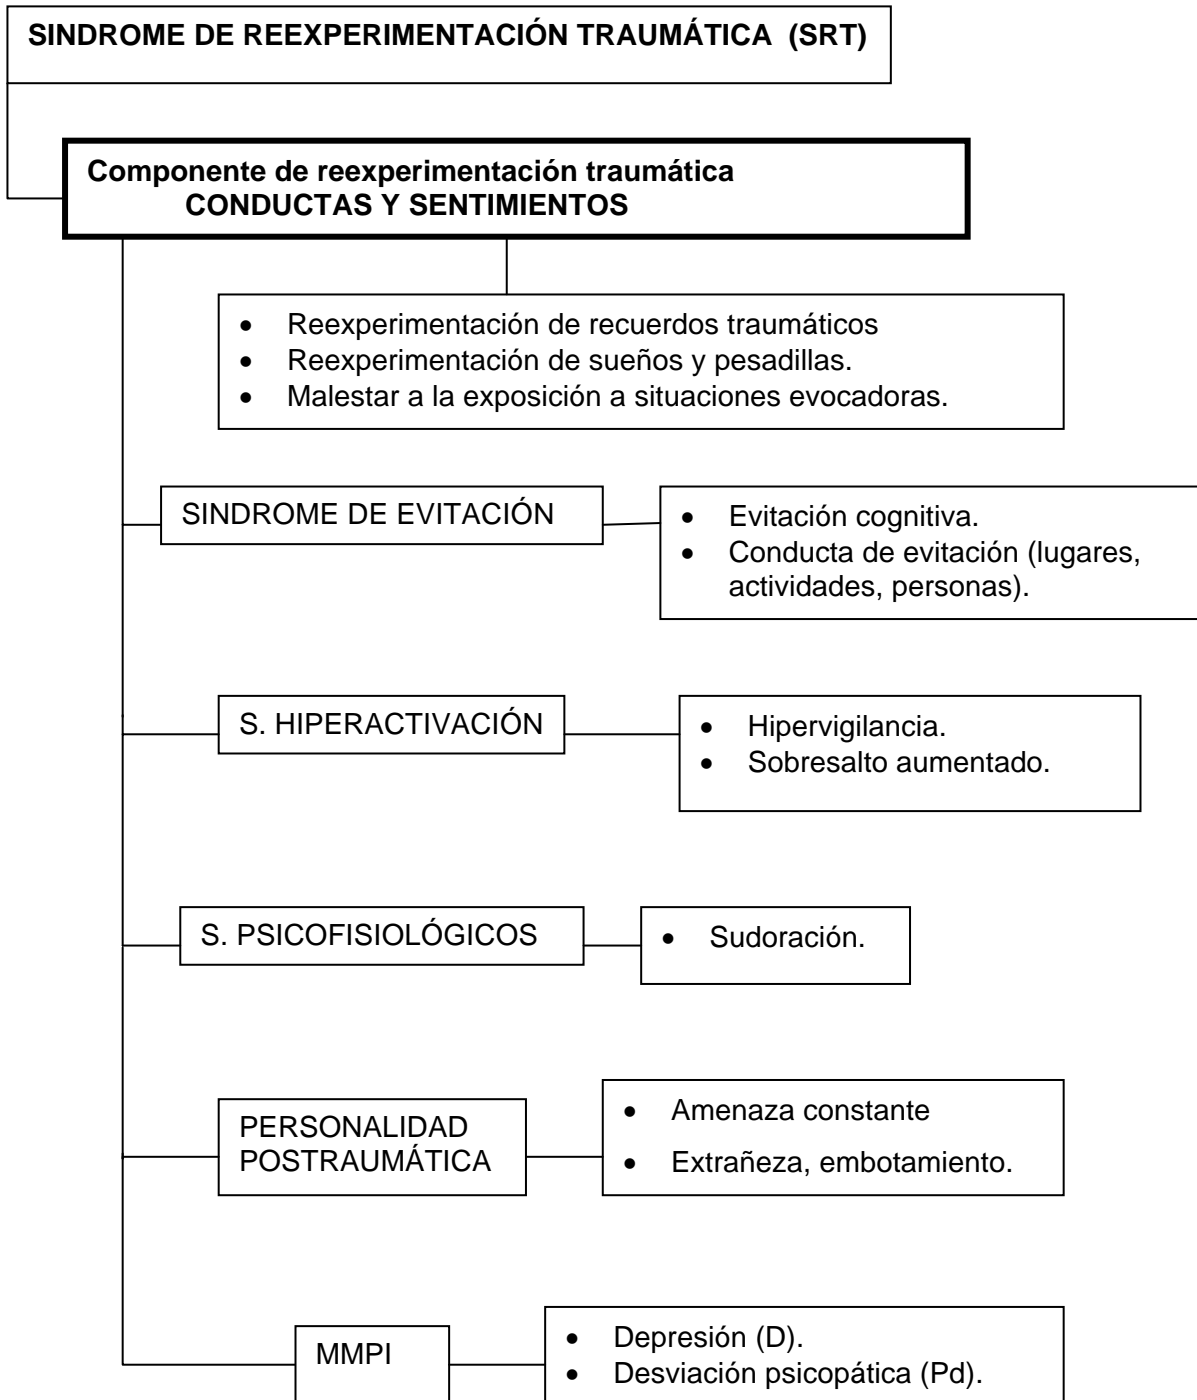 SINDROME DE REEXPERIMENTACIÓN TRAUMÁTICA (SRT)
Componente de reexperimentación traumática
CONDUCTAS Y SENTIMIENTOS
• Reexperimentación de recuerdos traumáticos
• Reexperimentación de sueños y pesadillas.
• Malestar a la exposición a situaciones evocadoras.
SINDROME DE EVITACIÓN
• Evitación cognitiva.
• Conducta de evitación (lugares,
actividades, personas).
S. HIPERACTIVACIÓN
• Hipervigilancia.
• Sobresalto aumentado.
S. PSICOFISIOLÓGICOS
• Sudoración.
PERSONALIDAD
POSTRAUMÁTICA
• Amenaza constante
• Extrañeza, embotamiento.
MMPI
• Depresión (D).
• Desviación psicopática (Pd).